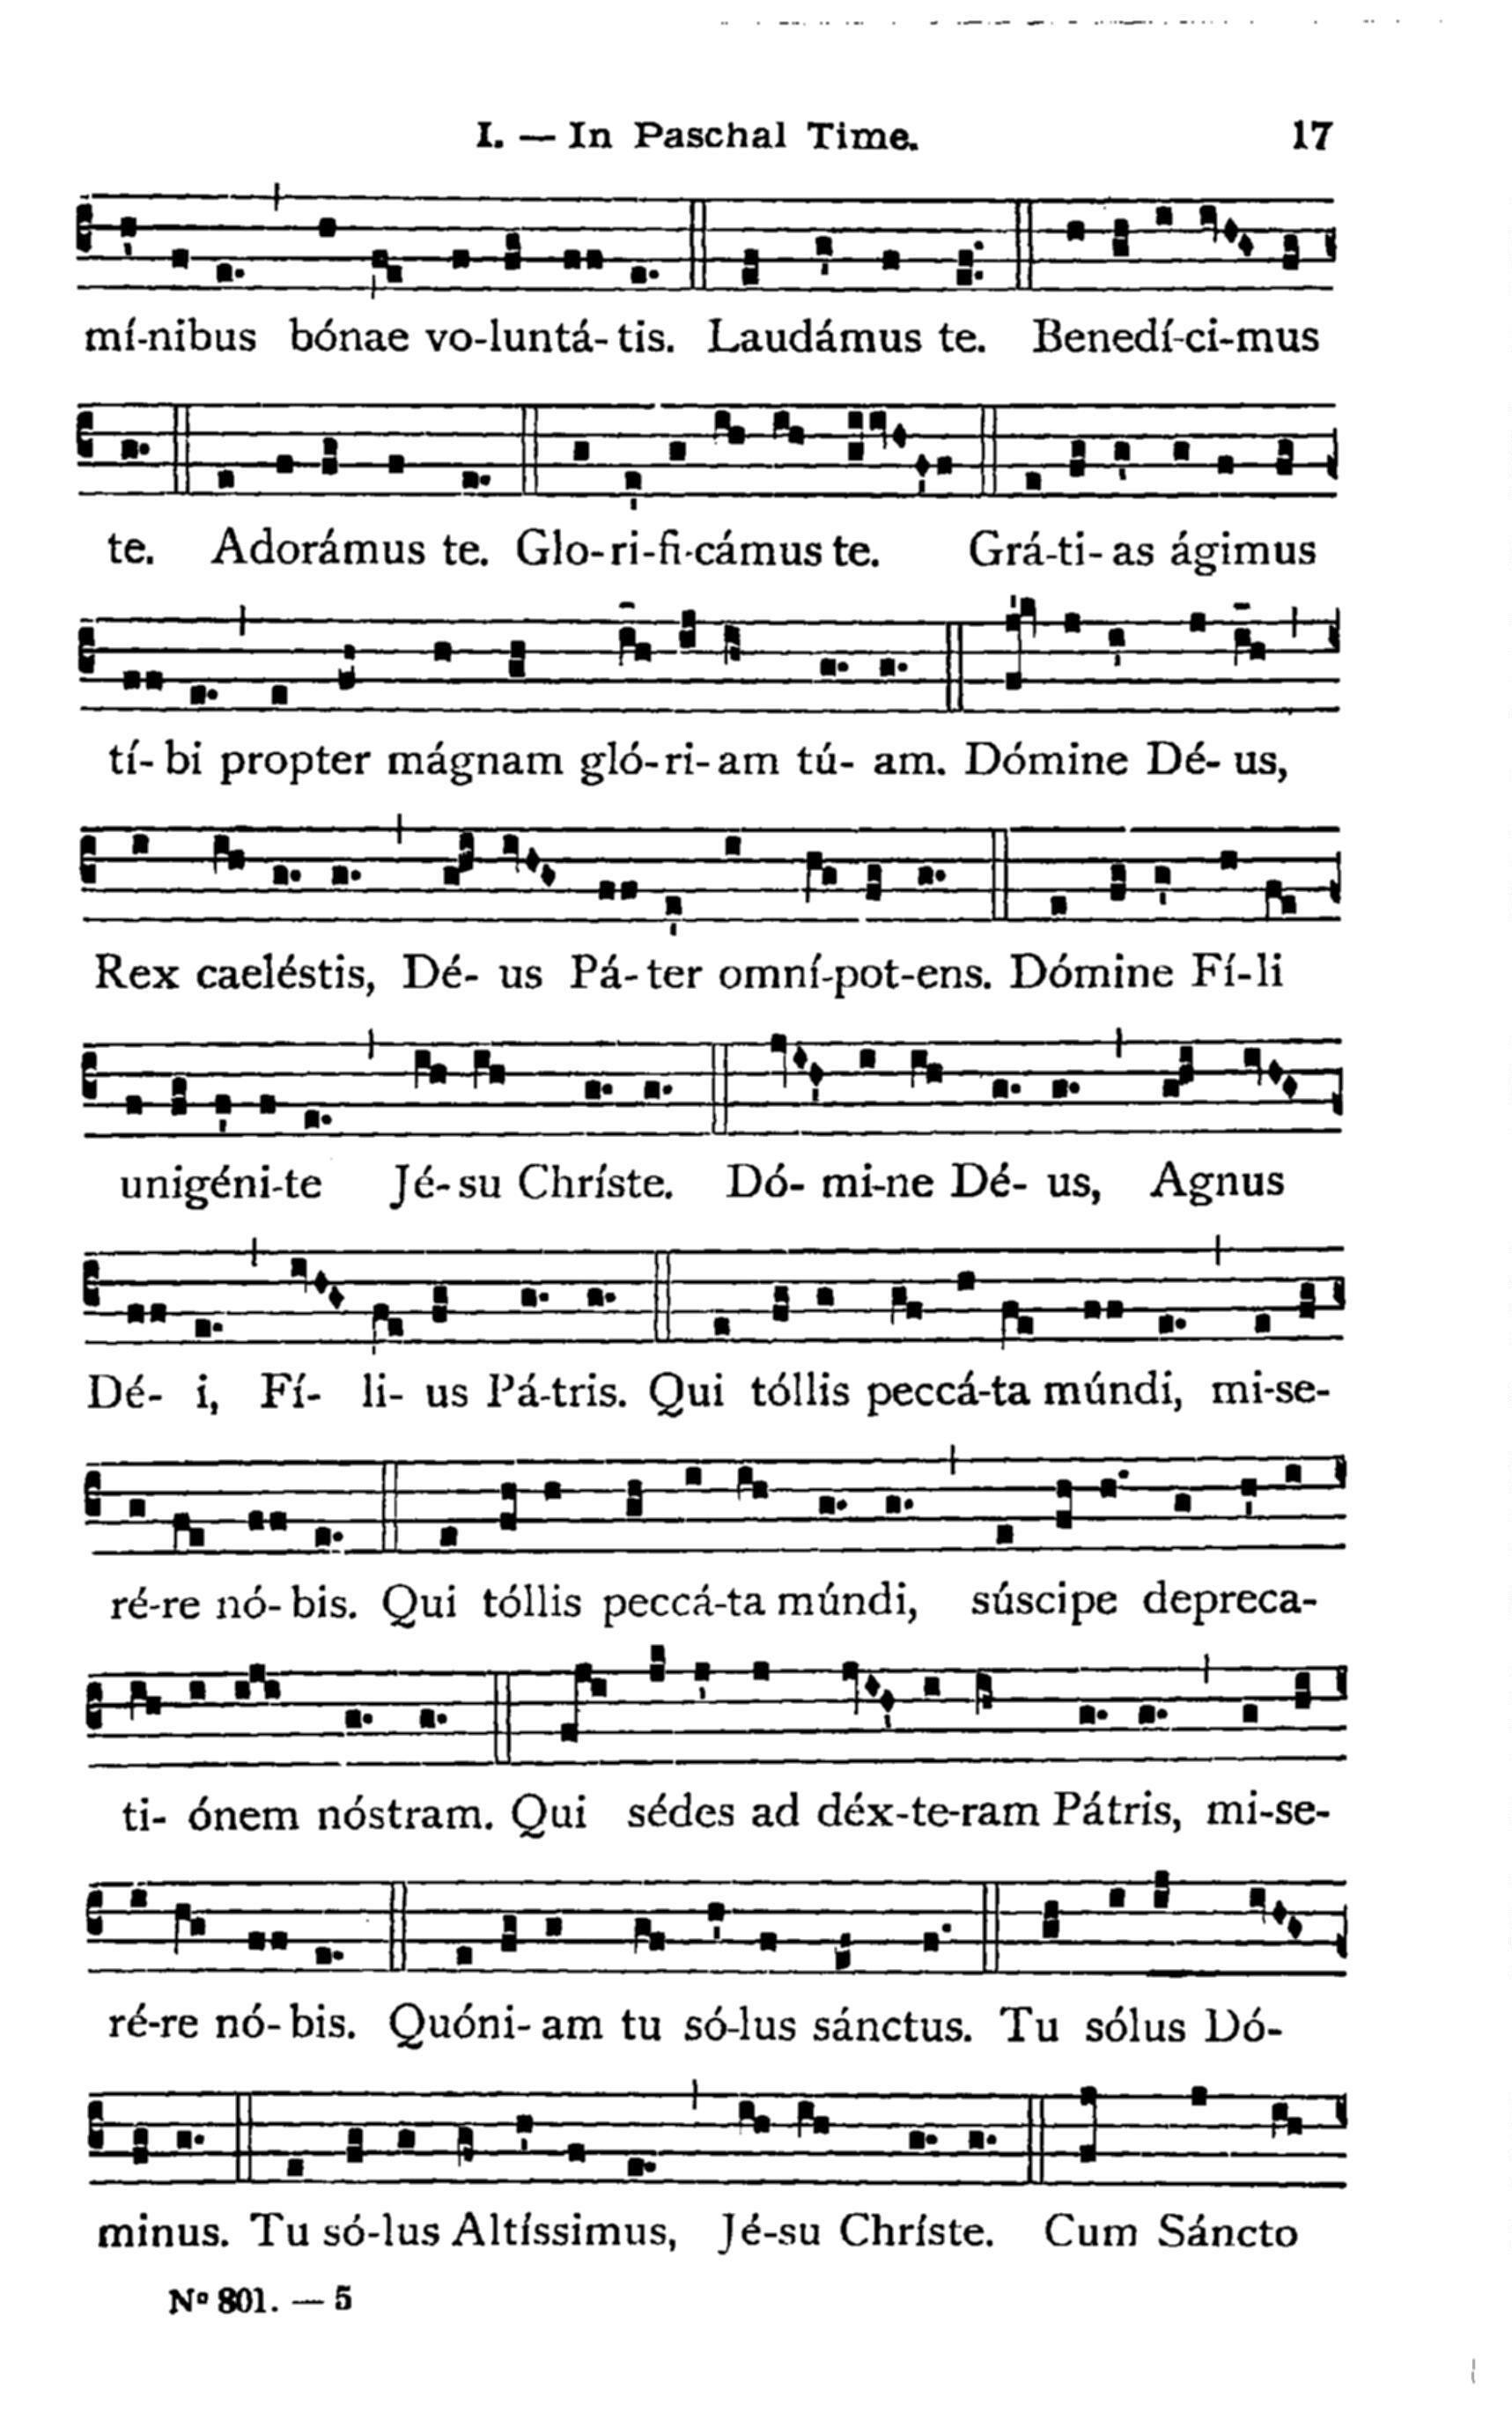 I. — In Paschal Time. 17
mí-nibus bónae vo-luntá-tis. Laudámus te. Benedí-ci-mus
te. Adorámus te. Glo-ri-fi-cámus te. Grá-ti-as ágimus
tí-bi propter mágnam gló-ri-am tú-am. Dómine Dé-us,
Rex caeléstis, Dé-us Pá-ter omní-pot-ens. Dómine Fí-li
unigéni-te Jé-su Chríste. Dó-mi-ne Dé-us, Agnus
Dé-i, Fí-li-us Pá-tris. Qui tóllis peccá-ta múndi, mi-se-
ré-re nó-bis. Qui tóllis peccá-ta múndi, súscipe depreca-
ti-ónem nóstram. Qui sédes ad déx-te-ram Pátris, mi-se-
ré-re nó-bis. Quóni-am tu só-lus sánctus. Tu sólus Dó-
minus. Tu só-lus Altíssimus, Jé-su Chríste. Cum Sáncto
Nº 801. — 5